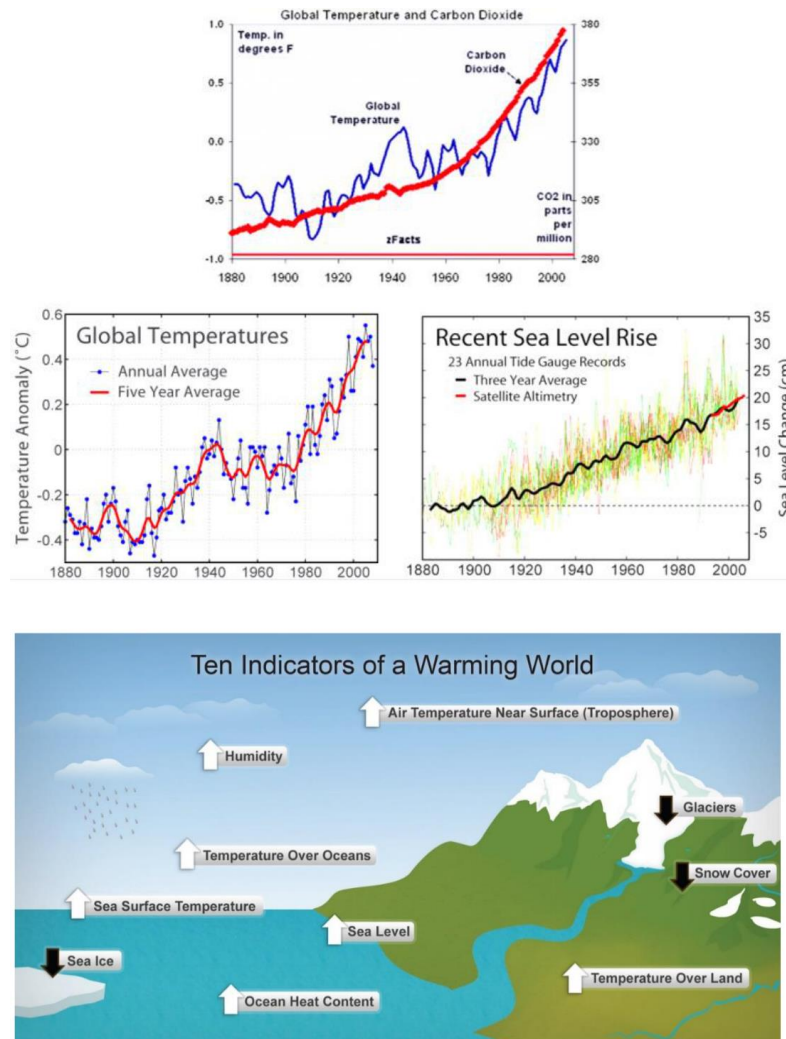 Global Temperature and Carbon Dioxide
1.0
0.5
0.0
-0.5
-1.0
Temp. in
degrees F
Carbon
Dioxide
Global
Temperature
CO2 in
parts
per
million
zFacts
380
355
330
305
280
1880
1900
1920
1940
1960
1980
2000
0.6
0.4
0.2
0
-0.2
-0.4
Temperature Anomaly (°C)
Global Temperatures
Annual Average
Five Year Average
1880
1900
1920
1940
1960
1980
2000
Recent Sea Level Rise
23 Annual Tide Gauge Records
Three Year Average
Satellite Altimetry
35
30
25
20
15
10
5
0
-5
Sea Level Change (cm)
1880
1900
1920
1940
1960
1980
2000
Ten Indicators of a Warming World
Air Temperature Near Surface (Troposphere)
Humidity
Glaciers
Temperature Over Oceans
Snow Cover
Sea Surface Temperature
Sea Level
Sea Ice
Temperature Over Land
Ocean Heat Content